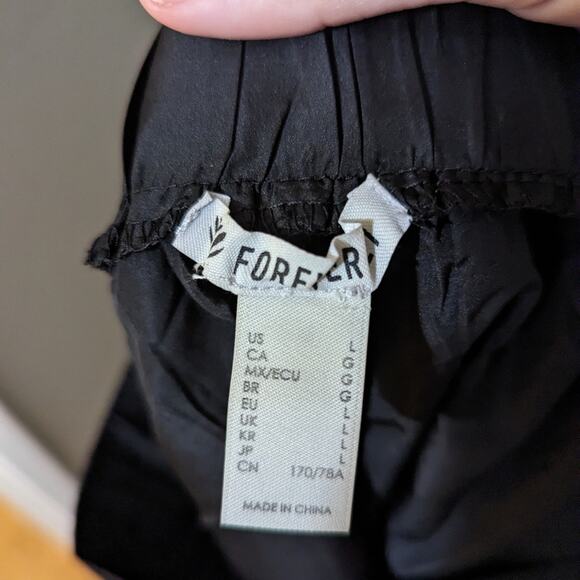 FOREVER
US L
CA G
MX/ECU G
BR G
EU L
UK L
KR L
JP L
CN 170/78A
MADE IN CHINA